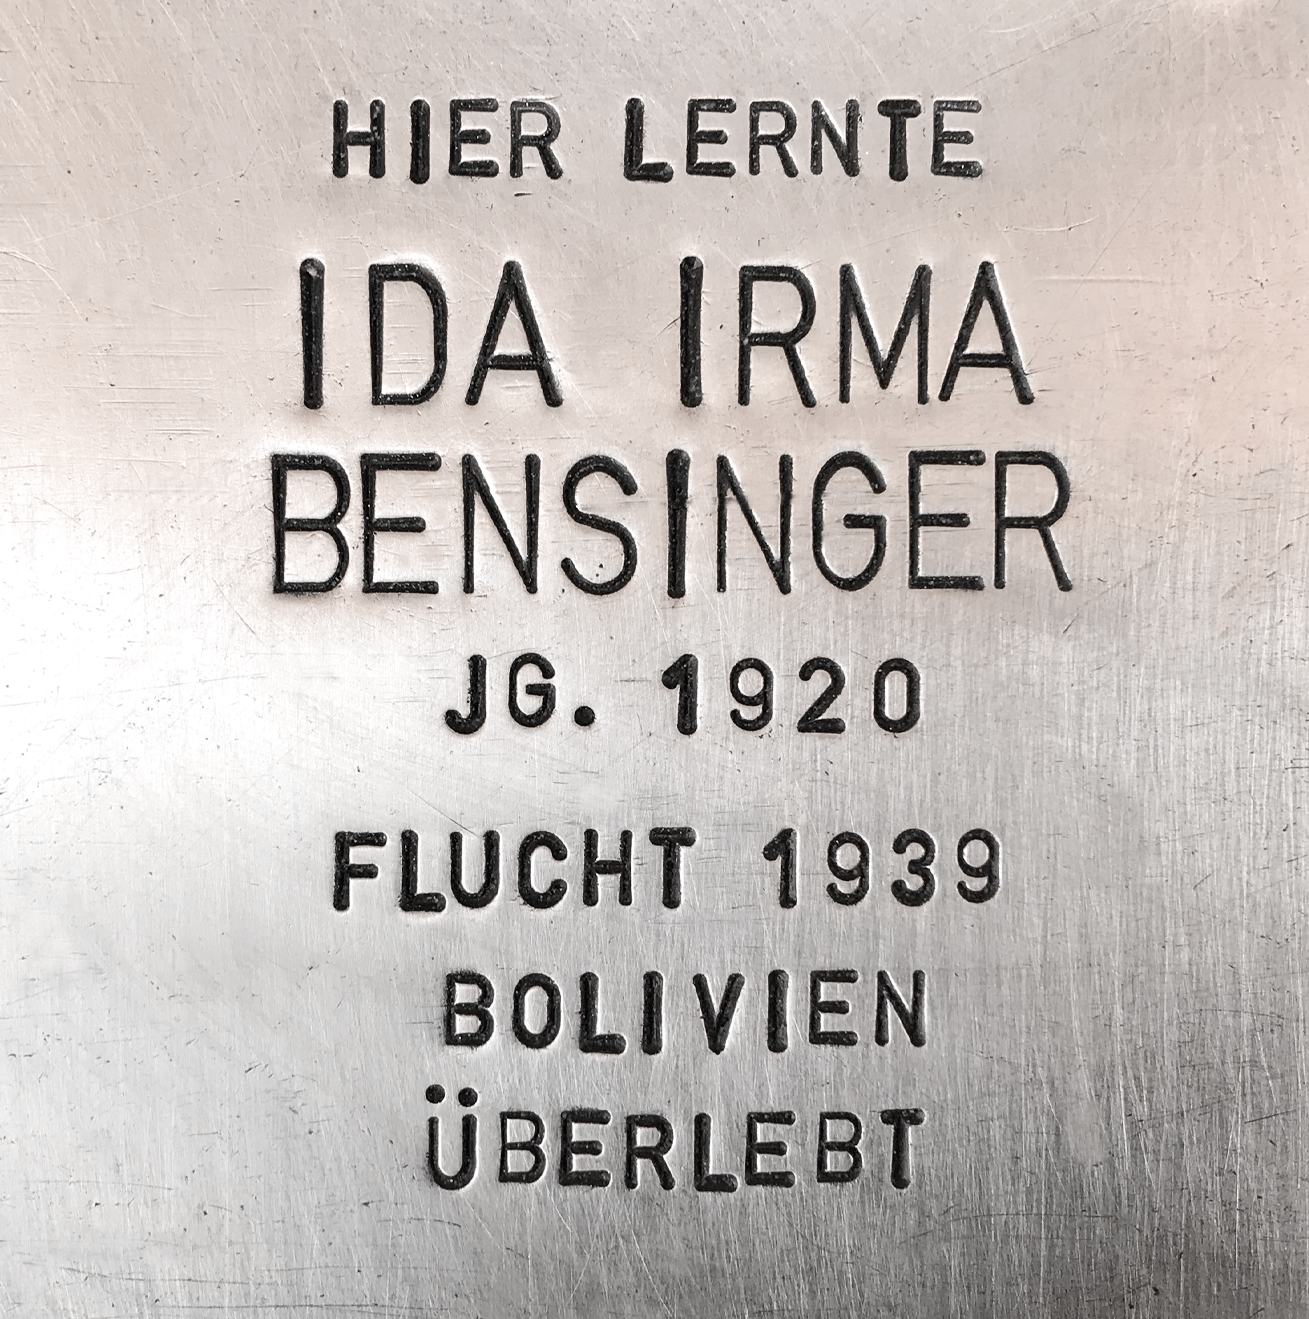 HIER LERNTE
IDA IRMA
BENSINGER
JG. 1920
FLUCHT 1939
BOLIVIEN
ÜBERLEBT